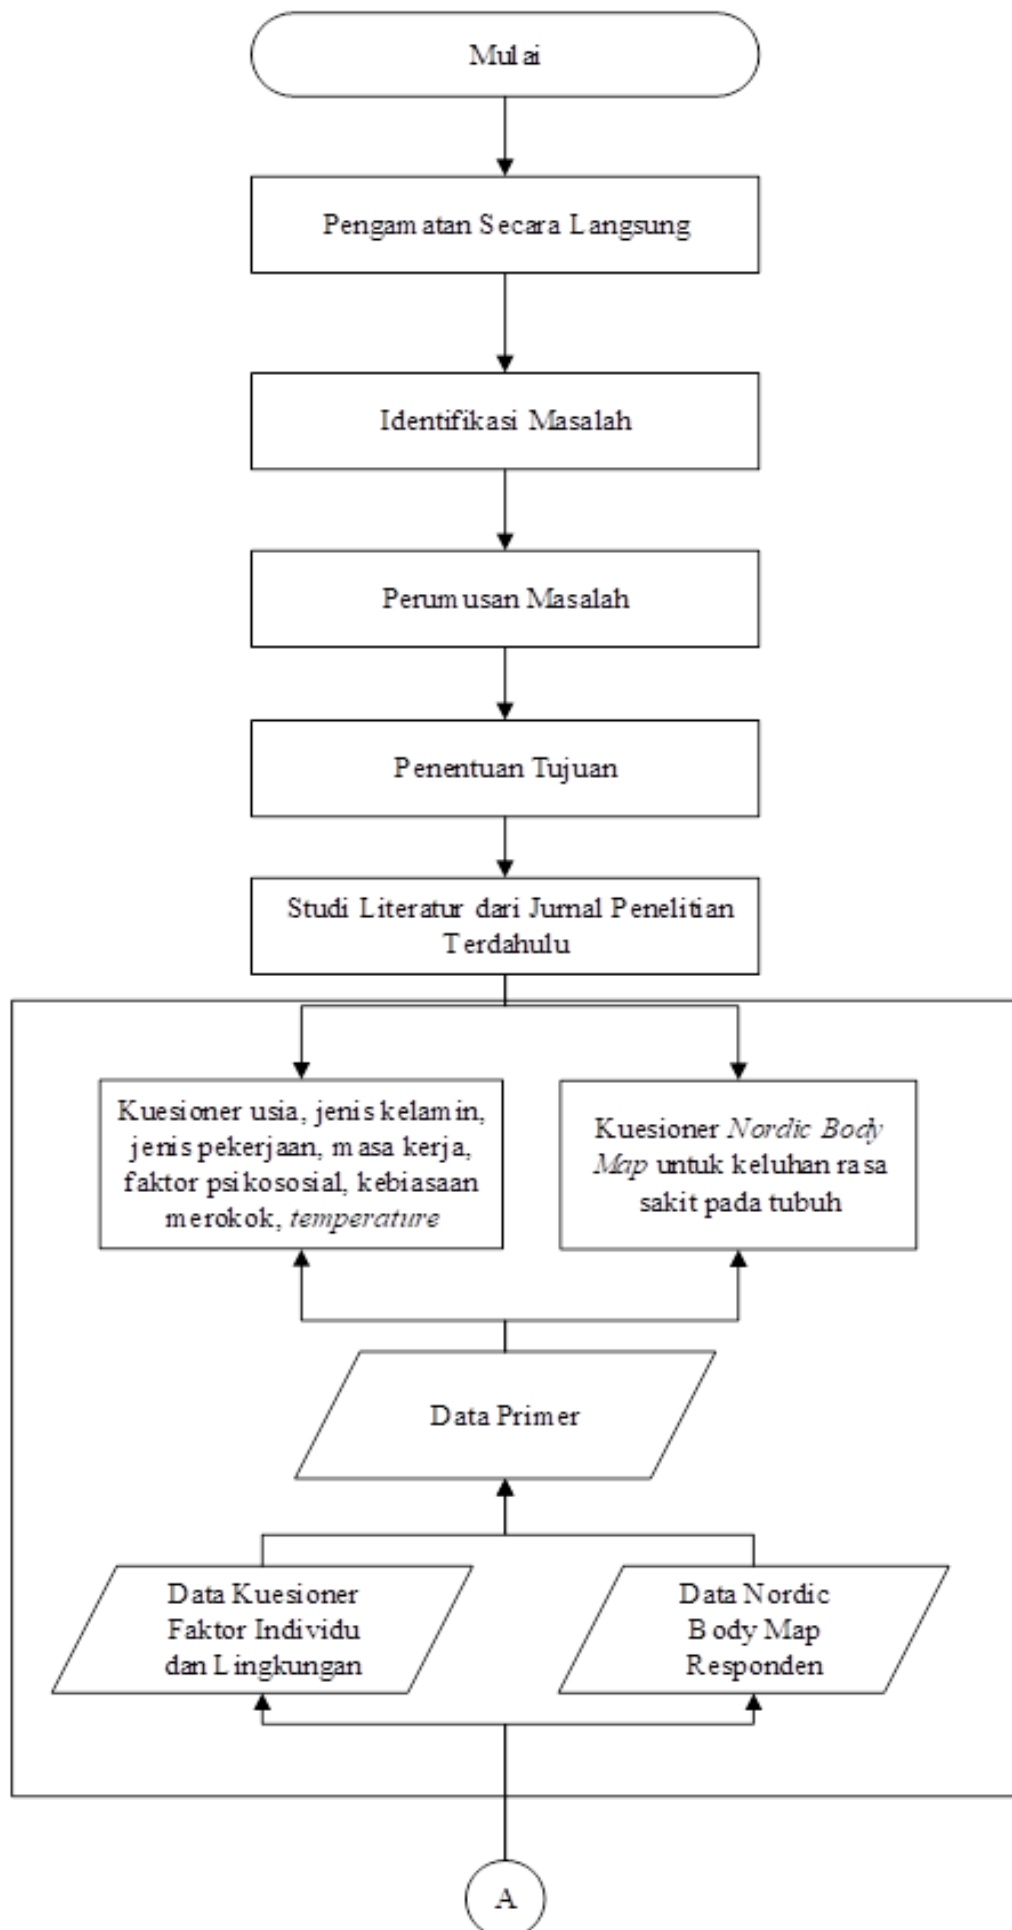 Mulai
Pengamatan Secara Langsung
Identifikasi Masalah
Perumusan Masalah
Penentuan Tujuan
Studi Literatur dari Jurnal Penelitian
Terdahulu
Kuesioner usia, jenis kelamin,
jenis pekerjaan, masa kerja,
faktor psikososial, kebiasaan
merokok, temperature
Kuesioner Nordic Body
Map untuk keluhan rasa
sakit pada tubuh
Data Primer
Data Kuesioner
Faktor Individu
dan Lingkungan
Data Nordic
Body Map
Responden
A